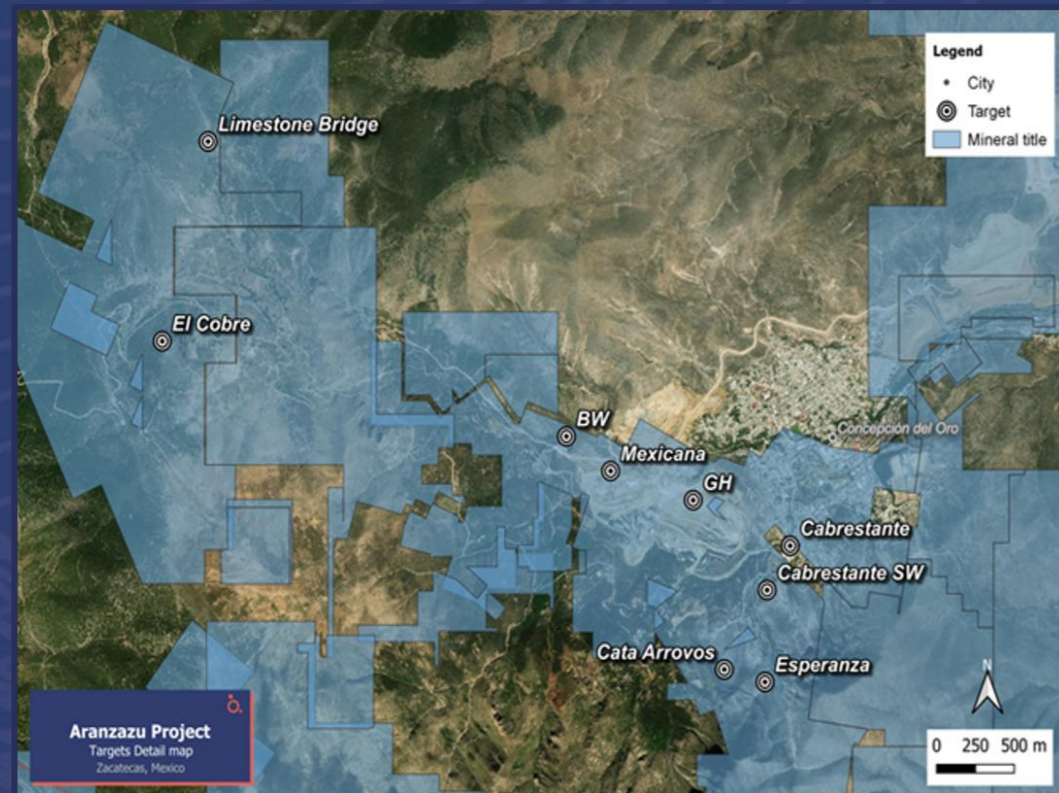 Legend
City
Target
Mineral title
Limestone Bridge
El Cobre
BW
Concepción del Oro
Mexicana
GH
Cabrestante
Cabrestante SW
Cata Arrovos
Esperanza
N
Aranzazu Project
Targets Detail map
Zacatecas, Mexico
0 250 500 m